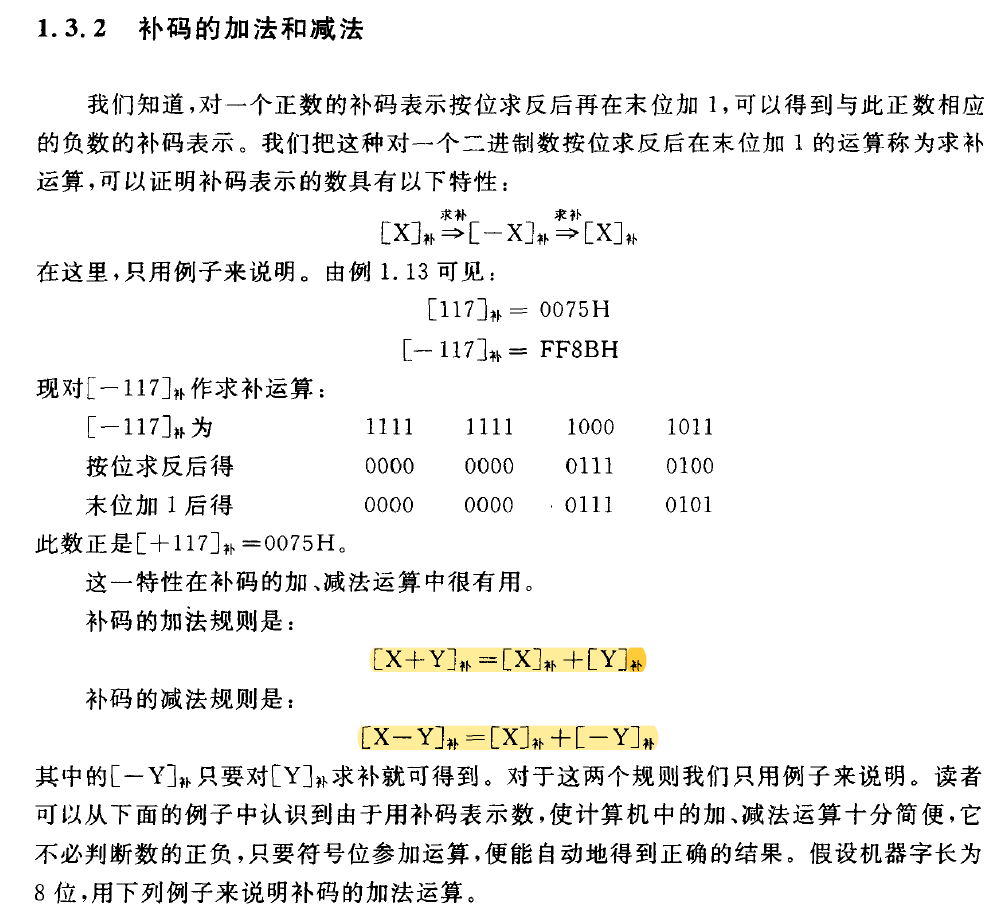 1.3.2 补码的加法和减法
我们知道,对一个正数的补码表示按位求反后再在末位加 1,可以得到与此正数相应
的负数的补码表示。我们把这种对一个二进制数按位求反后在末位加 1 的运算称为求补
运算,可以证明补码表示的数具有以下特性:
[X]补 ⇒(求补) [-X]补 ⇒(求补) [X]补
在这里,只用例子来说明。由例 1.13 可见:
[117]补 = 0075H
[-117]补 = FF8BH
现对[-117]补作求补运算:
[-117]补为 1111 1111 1000 1011
按位求反后得 0000 0000 0111 0100
末位加 1 后得 0000 0000 0111 0101
此数正是[+117]补=0075H。
这一特性在补码的加、减法运算中很有用。
补码的加法规则是:
[X+Y]补=[X]补+[Y]补
补码的减法规则是:
[X-Y]补=[X]补+[-Y]补
其中的[-Y]补只要对[Y]补求补就可得到。对于这两个规则我们只用例子来说明。读者
可以从下面的例子中认识到由于用补码表示数,使计算机中的加、减法运算十分简便,它
不必判断数的正负,只要符号位参加运算,便能自动地得到正确的结果。假设机器字长为
8 位,用下列例子来说明补码的加法运算。